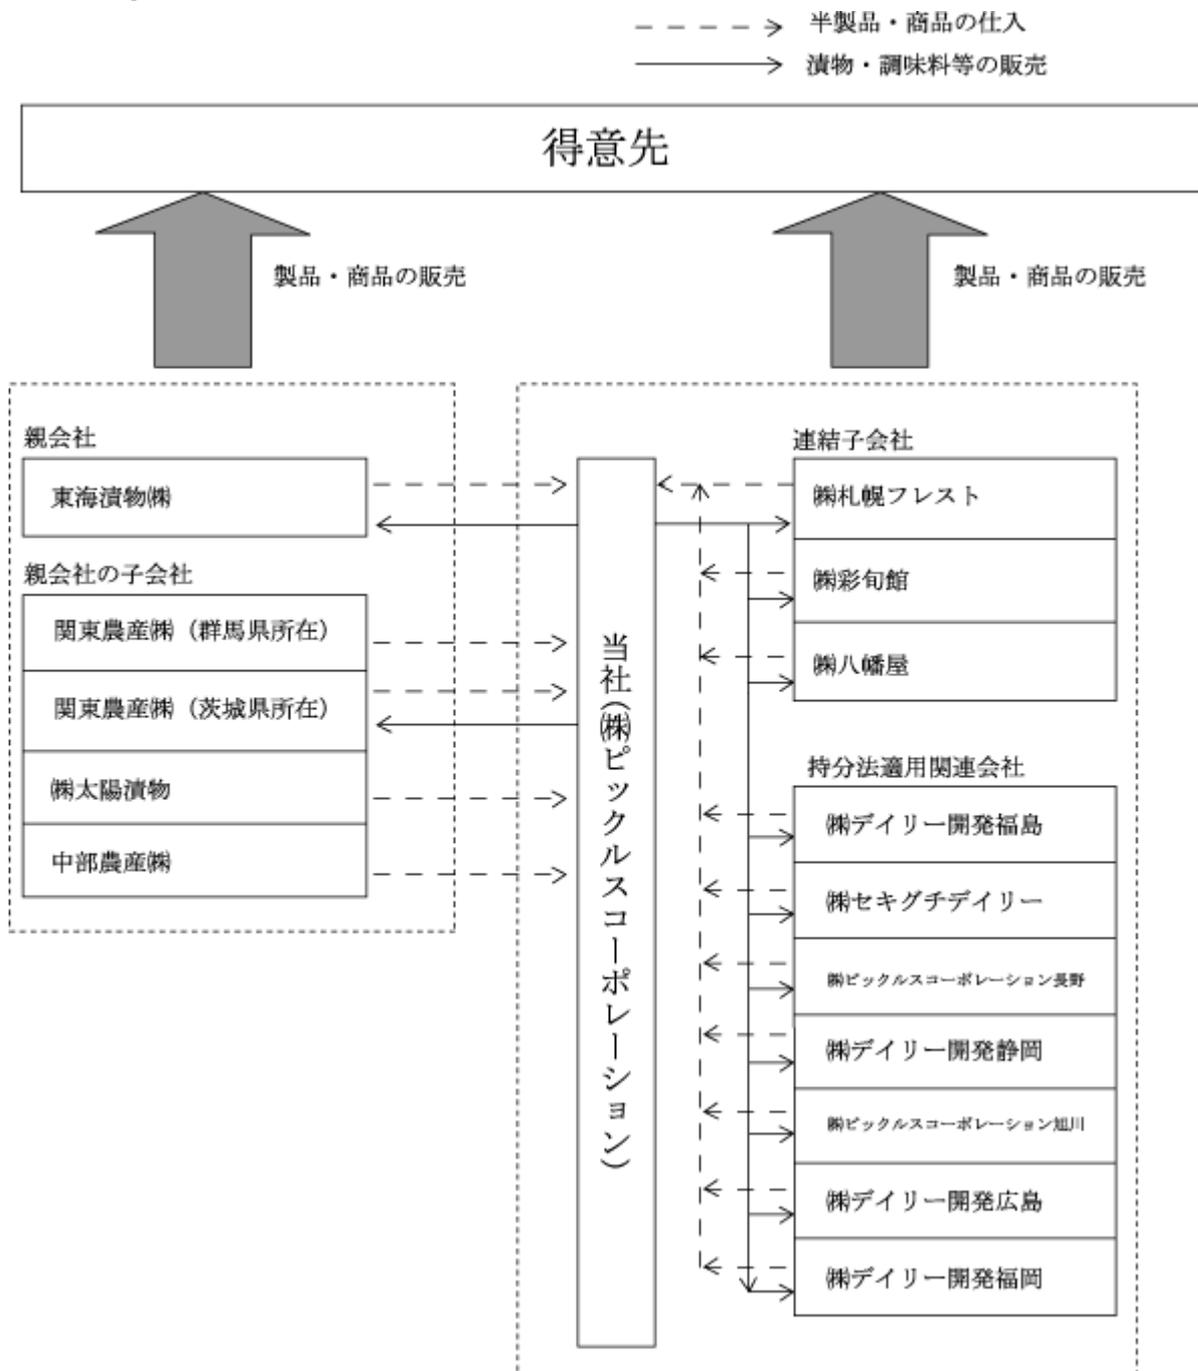 半製品・商品の仕入
漬物・調味料等の販売
得意先
製品・商品の販売
製品・商品の販売
親会社
東海漬物㈱
親会社の子会社
関東農産㈱（群馬県所在）
関東農産㈱（茨城県所在）
㈱太陽漬物
中部農産㈱
当社（㈱ピックルスコーポレーション）
連結子会社
㈱札幌フレスト
㈱彩旬館
㈱八幡屋
持分法適用関連会社
㈱デイリー開発福島
㈱セキグチデイリー
㈱ピックルスコーポレーション長野
㈱デイリー開発静岡
㈱ピックルスコーポレーション旭川
㈱デイリー開発広島
㈱デイリー開発福岡